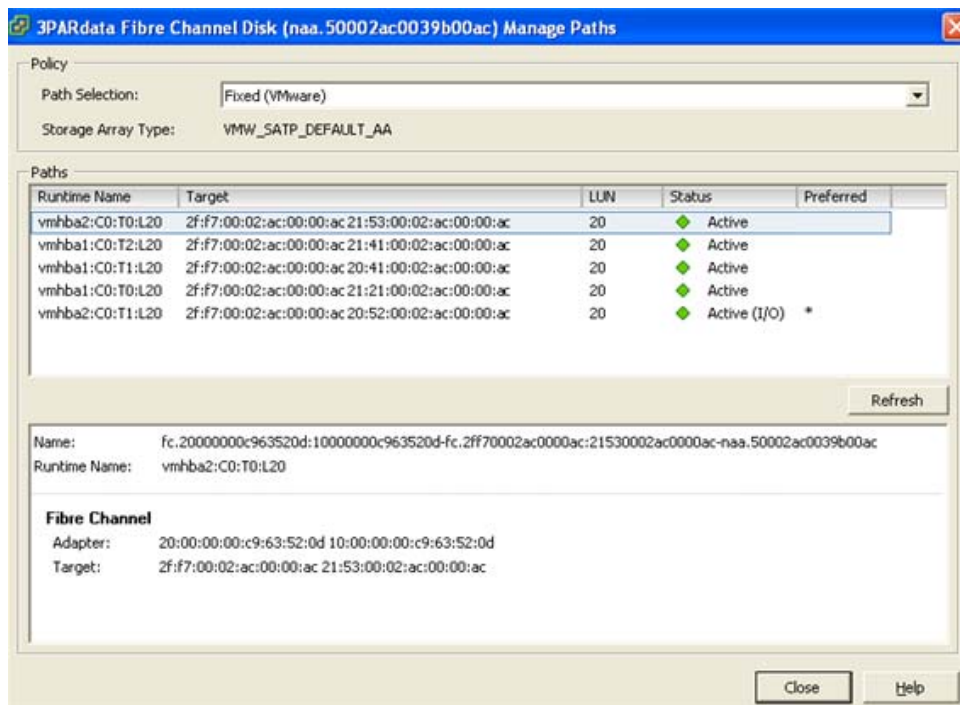 3PARdata Fibre Channel Disk (naa.50002ac0039b00ac) Manage Paths
Policy
Path Selection: Fixed (VMware)
Storage Array Type: VMW_SATP_DEFAULT_AA
Paths
Runtime Name Target LUN Status Preferred
vmhba2:C0:T0:L20 2f:f7:00:02:ac:00:00:ac 21:53:00:02:ac:00:00:ac 20 Active
vmhba1:C0:T2:L20 2f:f7:00:02:ac:00:00:ac 21:41:00:02:ac:00:00:ac 20 Active
vmhba1:C0:T1:L20 2f:f7:00:02:ac:00:00:ac 20:41:00:02:ac:00:00:ac 20 Active
vmhba1:C0:T0:L20 2f:f7:00:02:ac:00:00:ac 21:21:00:02:ac:00:00:ac 20 Active
vmhba2:C0:T1:L20 2f:f7:00:02:ac:00:00:ac 20:52:00:02:ac:00:00:ac 20 Active (I/O) *
Refresh
Name: fc.20000000c963520d:10000000c963520d-fc.2ff70002ac0000ac:21530002ac0000ac-naa.50002ac0039b00ac
Runtime Name: vmhba2:C0:T0:L20
Fibre Channel
Adapter: 20:00:00:00:c9:63:52:0d 10:00:00:00:c9:63:52:0d
Target: 2f:f7:00:02:ac:00:00:ac 21:53:00:02:ac:00:00:ac
Close Help